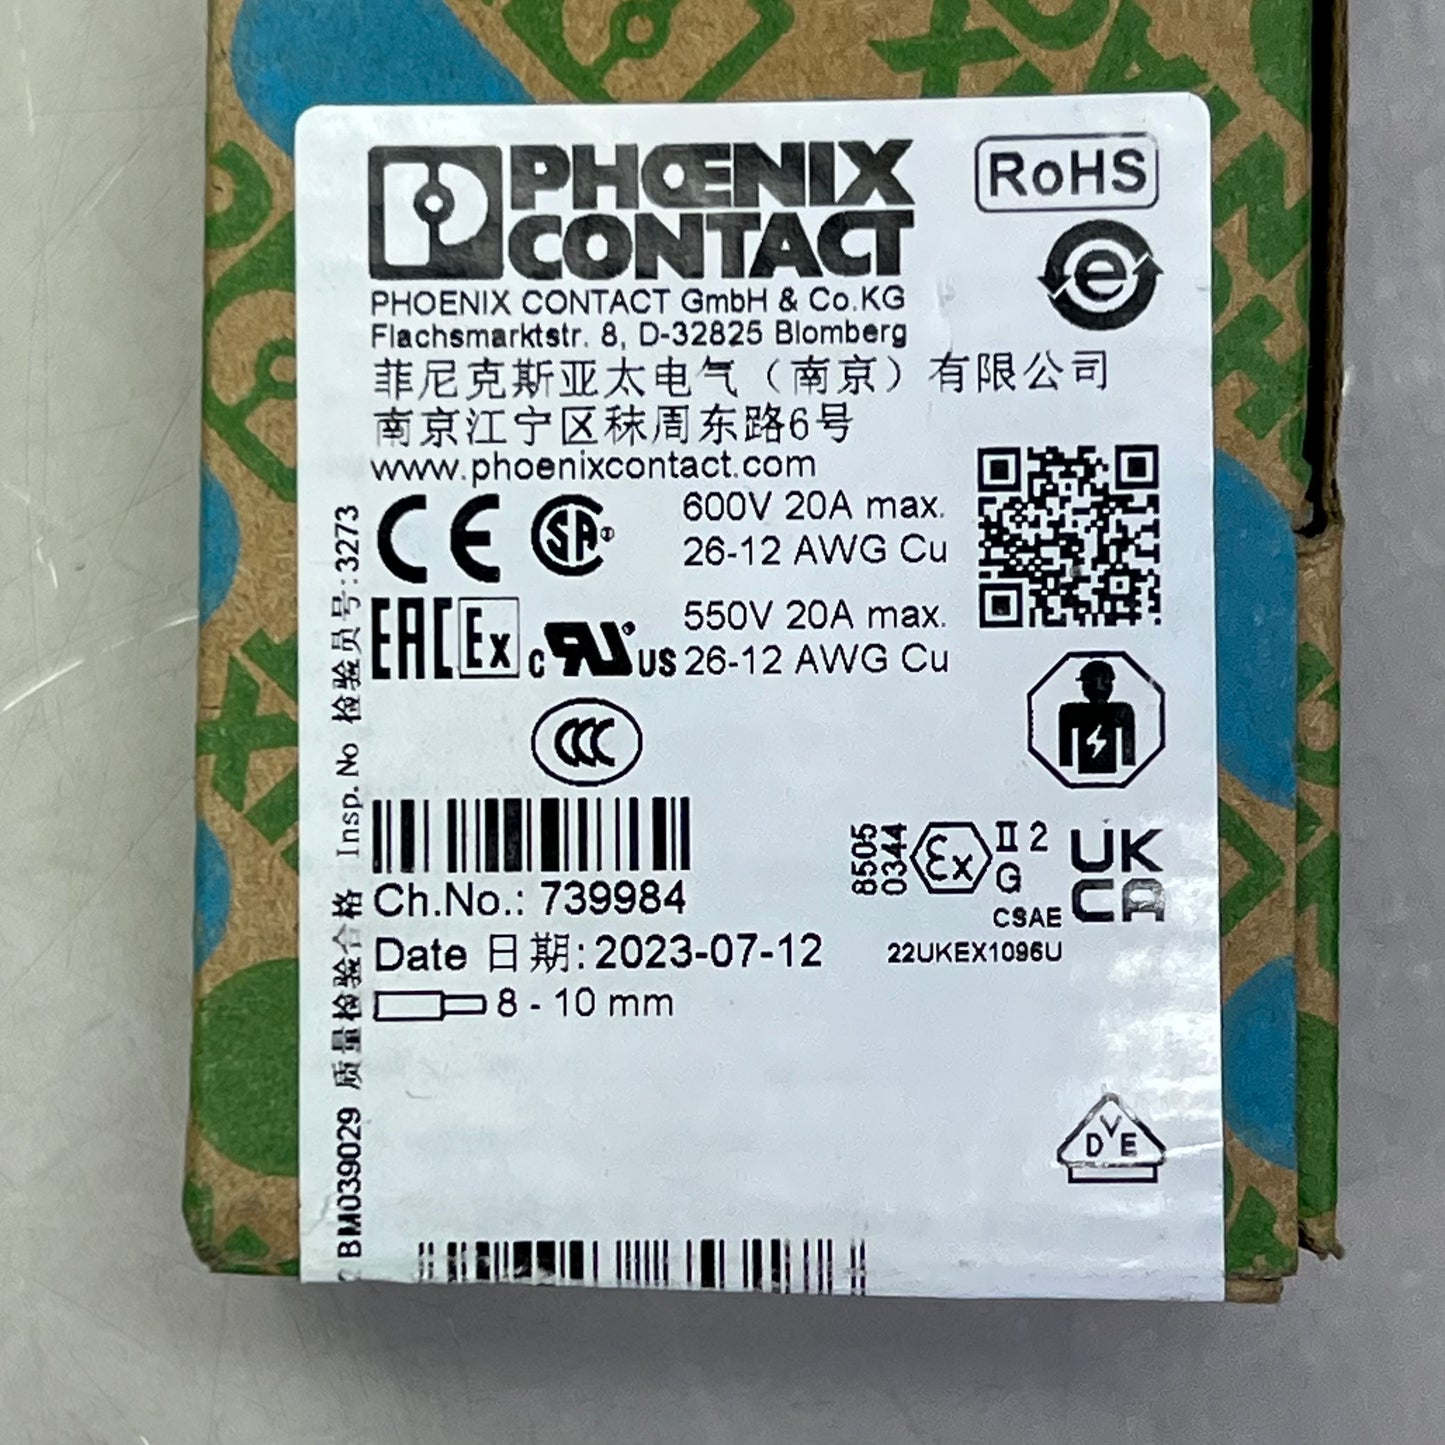 PHOENIX
CONTACT
RoHS
e
PHOENIX CONTACT GmbH & Co.KG
Flachsmarktstr. 8, D-32825 Blomberg
菲尼克斯亚太电气（南京）有限公司
南京江宁区秣周东路6号
www.phoenixcontact.com
CE SA 600V 20A max.
26-12 AWG Cu
EAC Ex c RU US 550V 20A max.
26-12 AWG Cu
CCC
Ch.No.: 739984
Date 日期: 2023-07-12
8 - 10 mm
8505
0344
Ex II 2
G
UK
CA
CSAE
22UKEX1096U
DVE
BM039029 质量检验合格 Insp. No 检验员号:3273